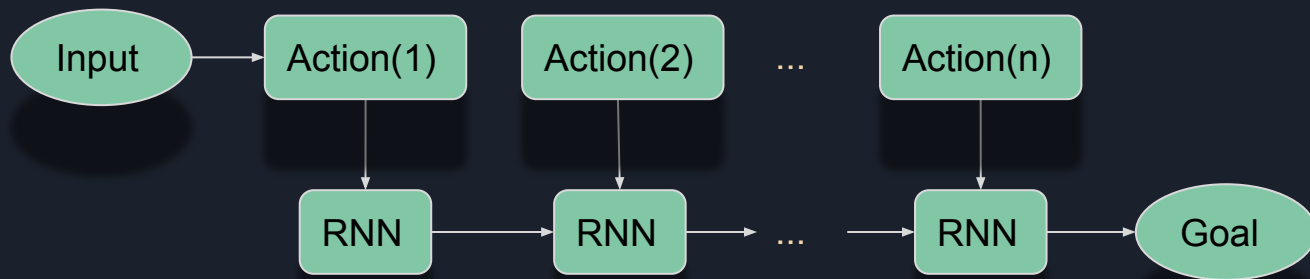 Input Action(1) Action(2) ... Action(n)
RNN RNN ... RNN Goal